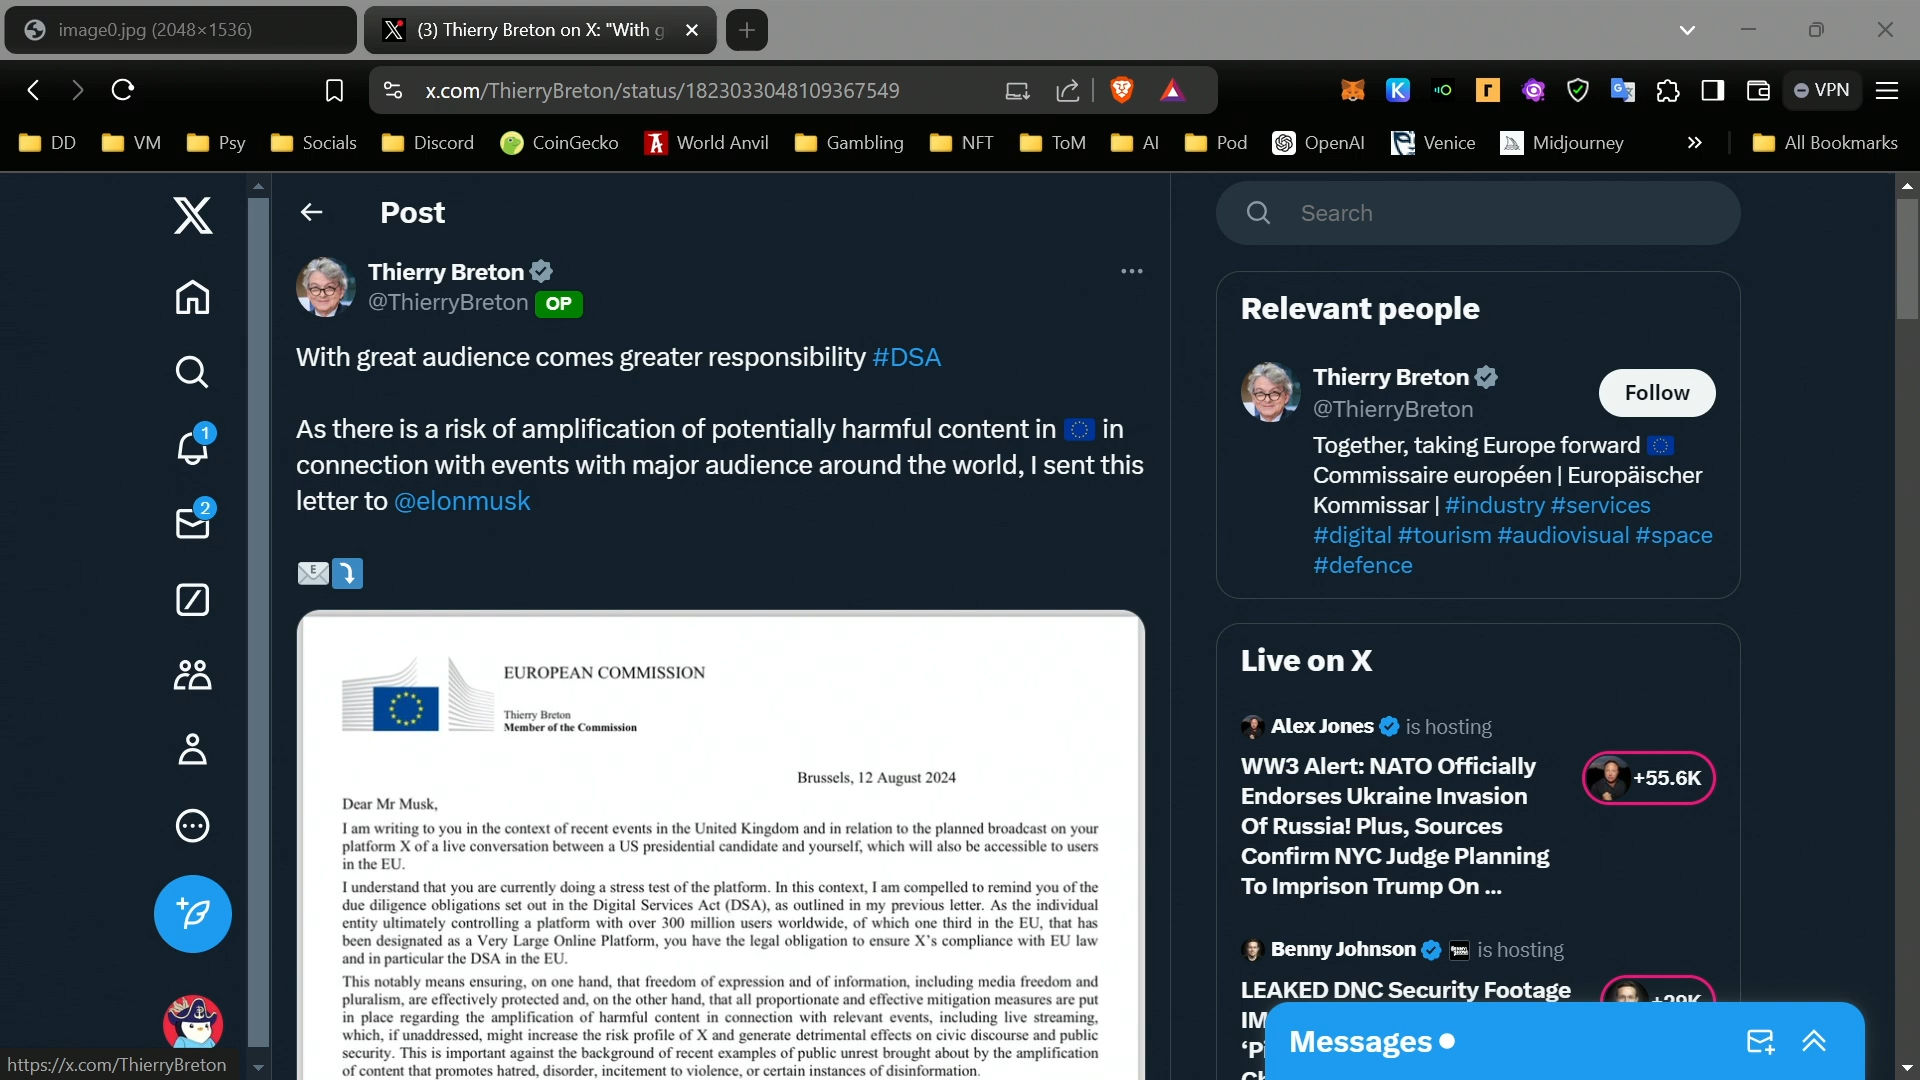 image0.jpg (2048×1536)
(3) Thierry Breton on X: "With g
x.com/ThierryBreton/status/1823033048109367549
VPN
DD
VM
Psy
Socials
Discord
CoinGecko
World Anvil
Gambling
NFT
ToM
AI
Pod
OpenAI
Venice
Midjourney
All Bookmarks
1
2
Post
Thierry Breton
@ThierryBreton OP
With great audience comes greater responsibility #DSA
As there is a risk of amplification of potentially harmful content in 🇪🇺 in
connection with events with major audience around the world, I sent this
letter to @elonmusk
EUROPEAN COMMISSION
Thierry Breton
Member of the Commission
Brussels, 12 August 2024
Dear Mr Musk,
I am writing to you in the context of recent events in the United Kingdom and in relation to the planned broadcast on your
platform X of a live conversation between a US presidential candidate and yourself, which will also be accessible to users
in the EU.
I understand that you are currently doing a stress test of the platform. In this context, I am compelled to remind you of the
due diligence obligations set out in the Digital Services Act (DSA), as outlined in my previous letter. As the individual
entity ultimately controlling a platform with over 300 million users worldwide, of which one third in the EU, that has
been designated as a Very Large Online Platform, you have the legal obligation to ensure X's compliance with EU law
and in particular the DSA in the EU.
This notably means ensuring, on one hand, that freedom of expression and of information, including media freedom and
pluralism, are effectively protected and, on the other hand, that all proportionate and effective mitigation measures are put
in place regarding the amplification of harmful content in connection with relevant events, including live streaming,
which, if unaddressed, might increase the risk profile of X and generate detrimental effects on civic discourse and public
security. This is important against the background of recent examples of public unrest brought about by the amplification
of content that promotes hatred, disorder, incitement to violence, or certain instances of disinformation.
Search
Relevant people
Thierry Breton
@ThierryBreton
Follow
Together, taking Europe forward 🇪🇺
Commissaire européen | Europäischer
Kommissar | #industry #services
#digital #tourism #audiovisual #space
#defence
Live on X
Alex Jones is hosting
WW3 Alert: NATO Officially
Endorses Ukraine Invasion
Of Russia! Plus, Sources
Confirm NYC Judge Planning
To Imprison Trump On ...
+55.6K
Benny Johnson is hosting
LEAKED DNC Security Footage
Messages
https://x.com/ThierryBreton